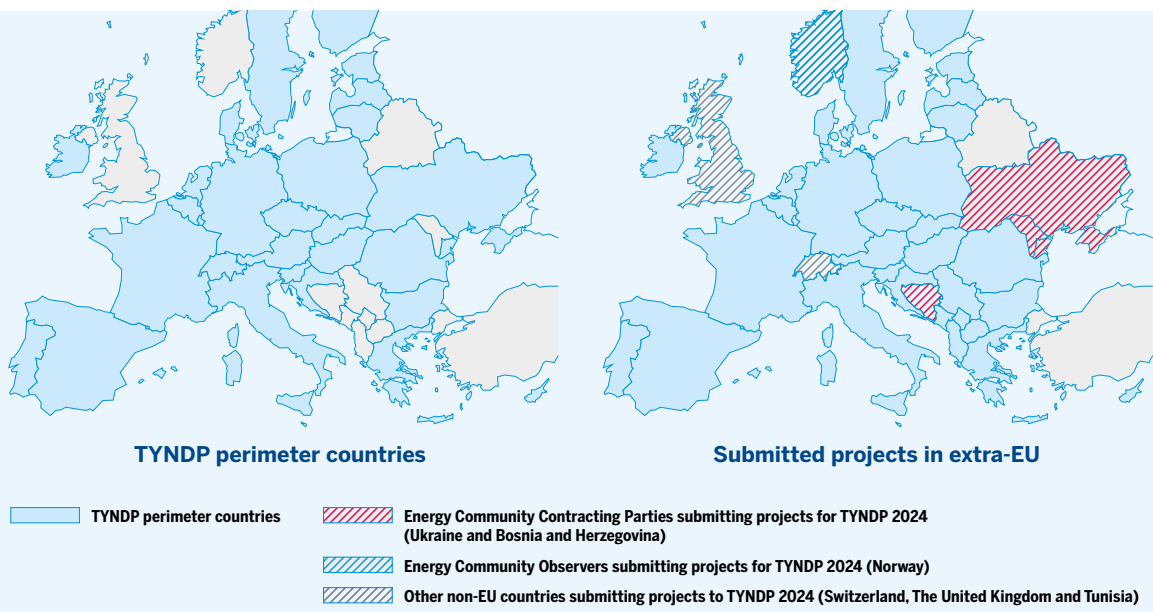 TYNDP perimeter countries
Submitted projects in extra-EU
TYNDP perimeter countries
Energy Community Contracting Parties submitting projects for TYNDP 2024
(Ukraine and Bosnia and Herzegovina)
Energy Community Observers submitting projects for TYNDP 2024 (Norway)
Other non-EU countries submitting projects to TYNDP 2024 (Switzerland, The United Kingdom and Tunisia)